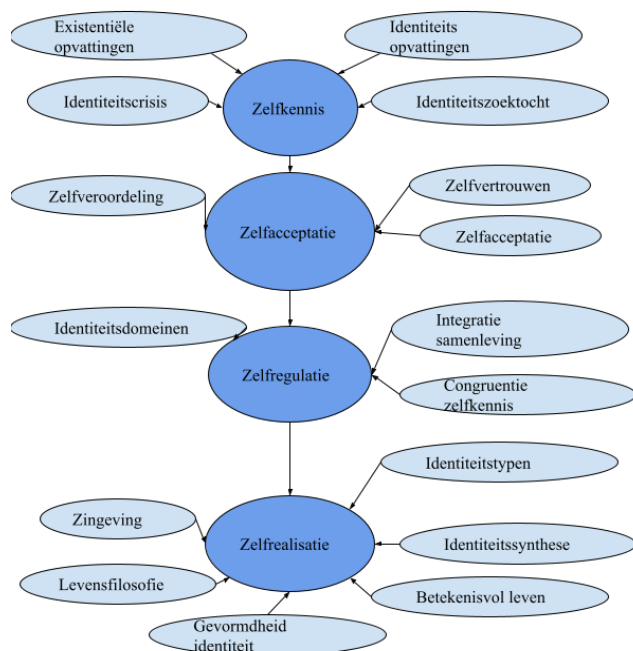 Existentiële
opvattingen
Identiteits
opvattingen
Identiteitscrisis
Zelfkennis
Identiteitszoektocht
Zelfveroordeling
Zelfvertrouwen
Zelfacceptatie
Zelfacceptatie
Identiteitsdomeinen
Integratie
samenleving
Zelfregulatie
Congruentie
zelfkennis
Identiteitstypen
Zingeving
Zelfrealisatie
Identiteitssynthese
Levensfilosofie
Betekenisvol leven
Gevormdheid
identiteit